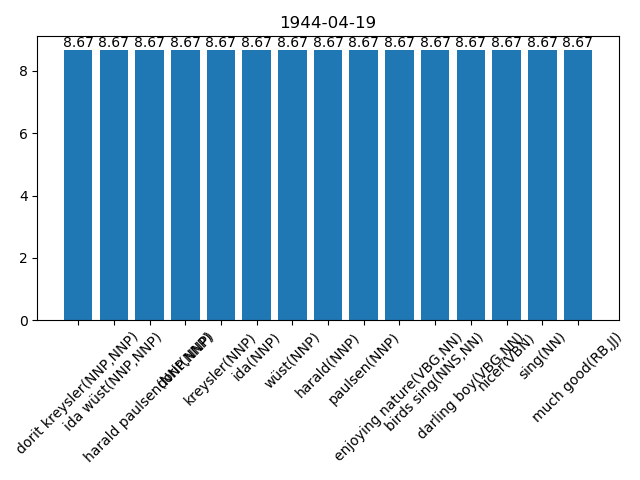 1944-04-19
8.67 8.67 8.67 8.67 8.67 8.67 8.67 8.67 8.67 8.67 8.67 8.67 8.67 8.67 8.67
8
6
4
2
0
dorit kreysler(NNP,NNP)
ida wüst(NNP,NNP)
harald paulsen(NNP,NNP)
kreysler(NNP)
ida(NNP)
wüst(NNP)
harald(NNP)
paulsen(NNP)
enjoying nature(VBG,NN)
birds sing(NNS,NN)
darling boy(VBG,NN)
nicer(VBN)
sing(NN)
much good(RB,JJ)